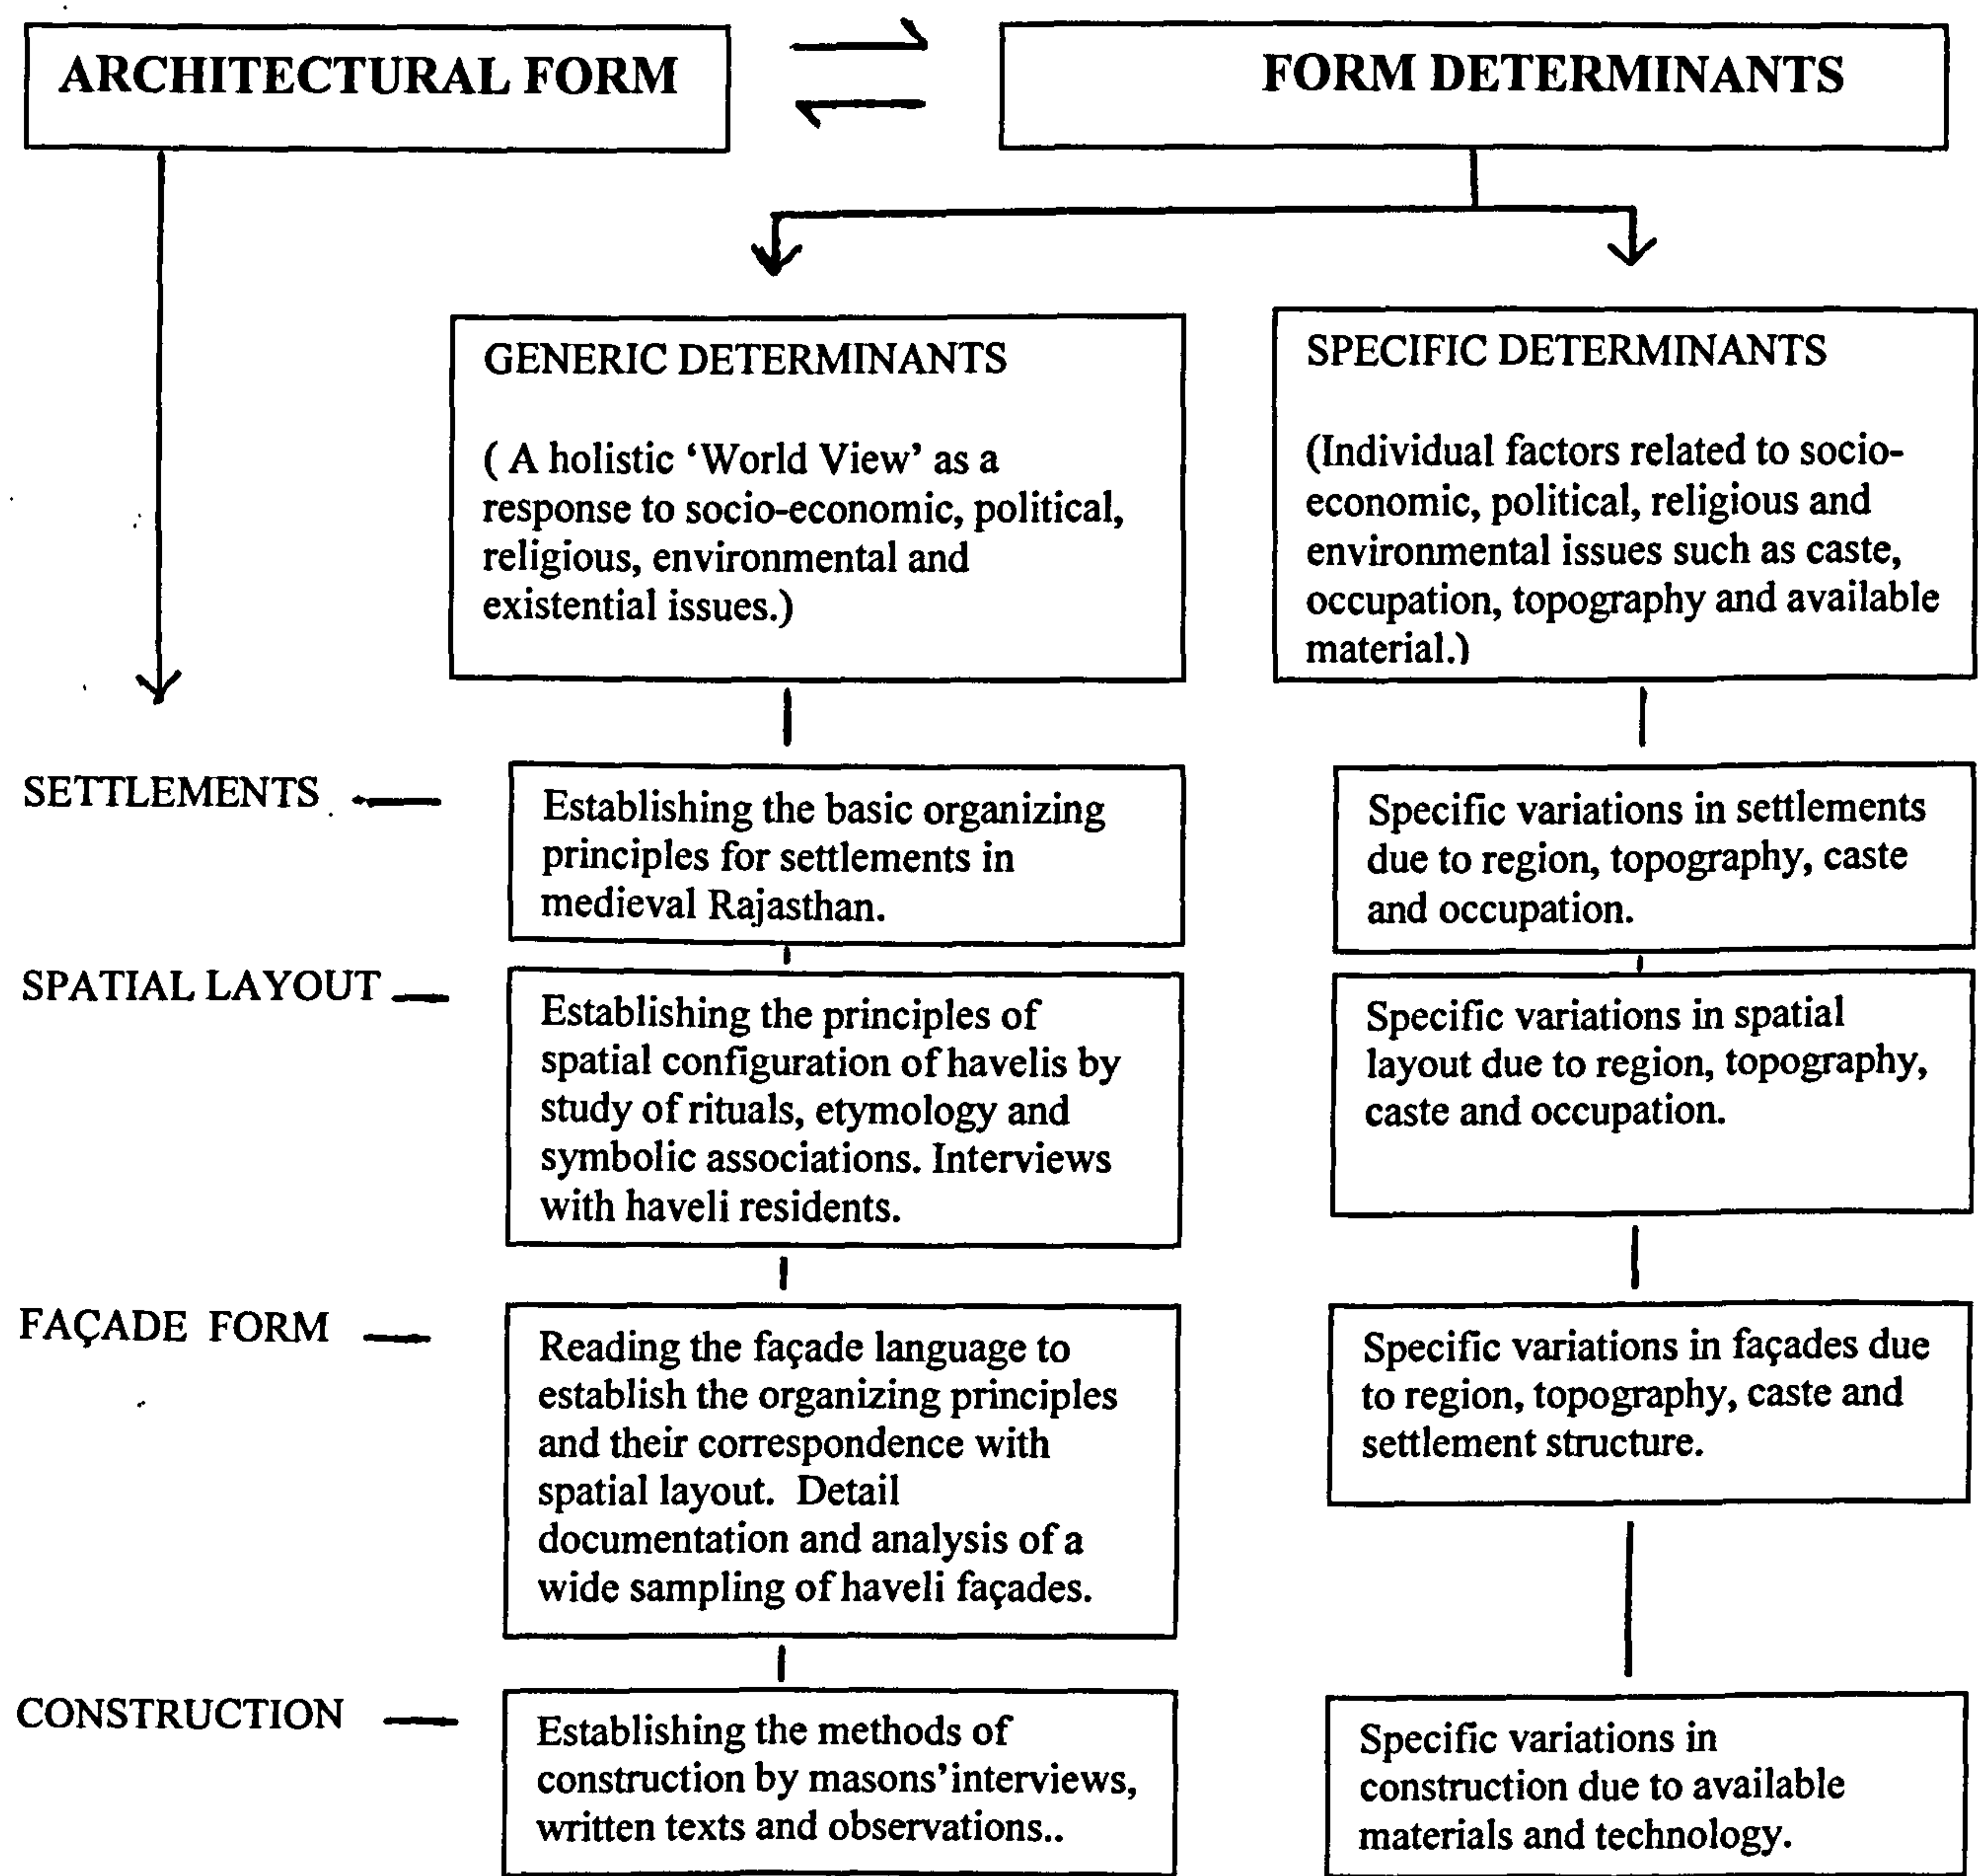 ARCHITECTURAL FORM
FORM DETERMINANTS
GENERIC DETERMINANTS
( A holistic ‘World View’ as a
response to socio-economic, political,
religious, environmental and
existential issues.)
SPECIFIC DETERMINANTS
(Individual factors related to socio-
economic, political, religious and
environmental issues such as caste,
occupation, topography and available
material.)
SETTLEMENTS
Establishing the basic organizing
principles for settlements in
medieval Rajasthan.
Specific variations in settlements
due to region, topography, caste
and occupation.
SPATIAL LAYOUT
Establishing the principles of
spatial configuration of havelis by
study of rituals, etymology and
symbolic associations. Interviews
with haveli residents.
Specific variations in spatial
layout due to region, topography,
caste and occupation.
FAÇADE FORM
Reading the façade language to
establish the organizing principles
and their correspondence with
spatial layout. Detail
documentation and analysis of a
wide sampling of haveli façades.
Specific variations in façades due
to region, topography, caste and
settlement structure.
CONSTRUCTION
Establishing the methods of
construction by masons’interviews,
written texts and observations..
Specific variations in
construction due to available
materials and technology.